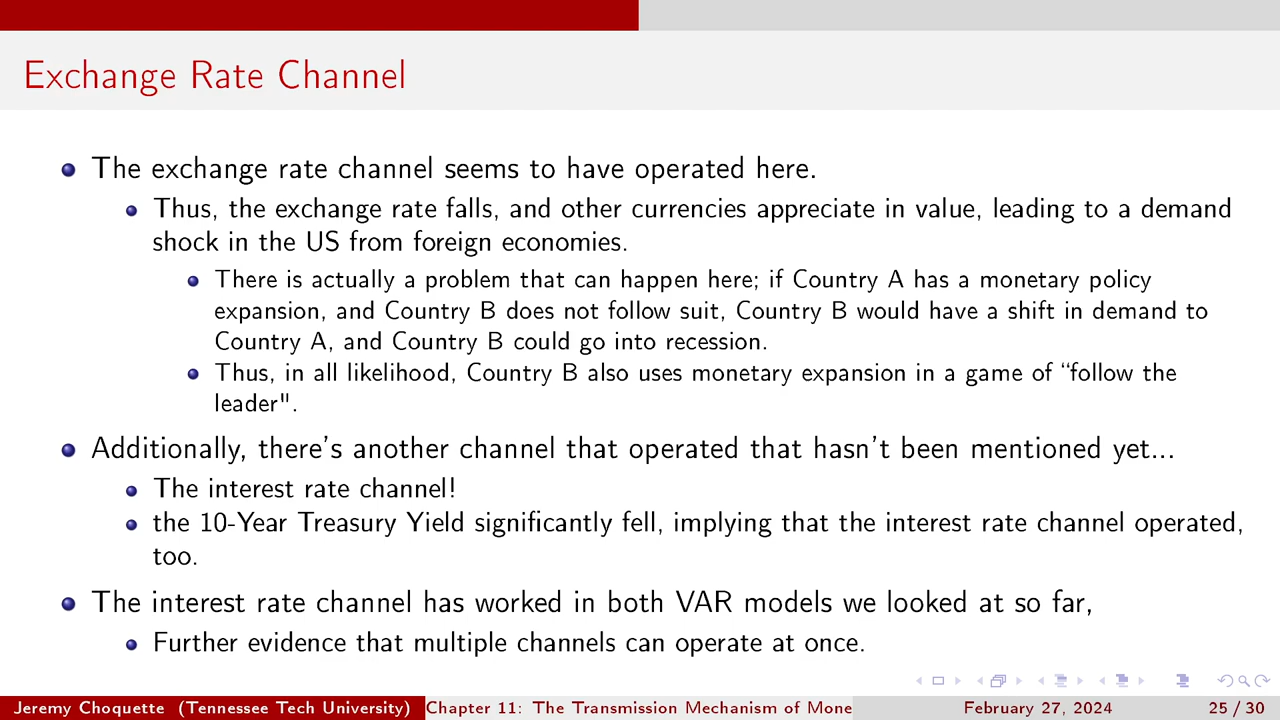 Exchange Rate Channel
The exchange rate channel seems to have operated here.
Thus, the exchange rate falls, and other currencies appreciate in value, leading to a demand
shock in the US from foreign economies.
There is actually a problem that can happen here; if Country A has a monetary policy
expansion, and Country B does not follow suit, Country B would have a shift in demand to
Country A, and Country B could go into recession.
Thus, in all likelihood, Country B also uses monetary expansion in a game of “follow the
leader".
Additionally, there's another channel that operated that hasn't been mentioned yet...
The interest rate channel!
the 10-Year Treasury Yield significantly fell, implying that the interest rate channel operated,
too.
The interest rate channel has worked in both VAR models we looked at so far,
Further evidence that multiple channels can operate at once.
Jeremy Choquette (Tennessee Tech University) Chapter 11: The Transmission Mechanism of Mone February 27, 2024 25 / 30